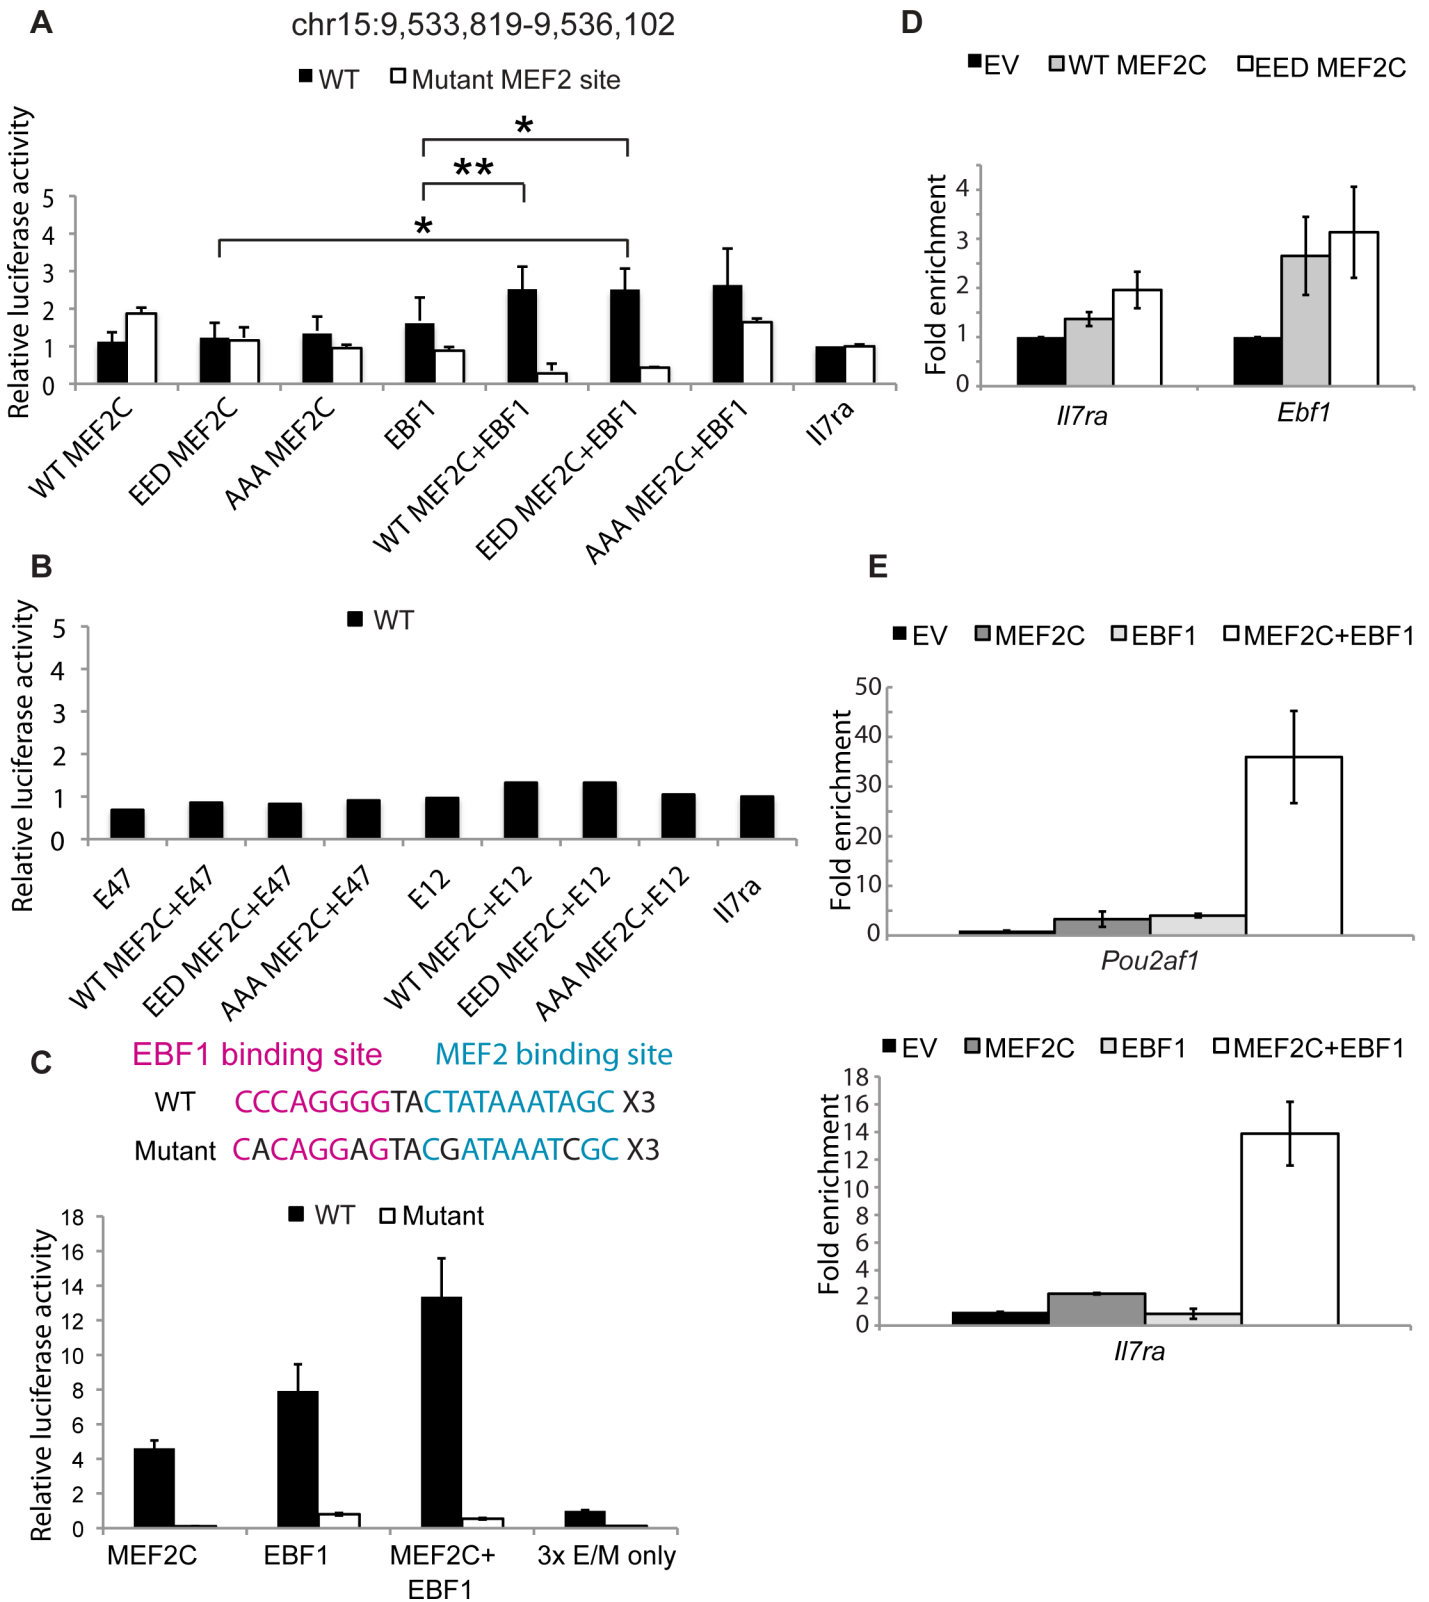 A
chr15:9,533,819-9,536,102
WT Mutant MEF2 site
Relative luciferase activity
*
**
*
5
4
3
2
1
0
WT MEF2C
EED MEF2C
AAA MEF2C
EBF1
WT MEF2C+EBF1
EED MEF2C+EBF1
AAA MEF2C+EBF1
Il7ra
B
WT
Relative luciferase activity
5
4
3
2
1
0
E47
WT MEF2C+E47
EED MEF2C+E47
AAA MEF2C+E47
E12
WT MEF2C+E12
EED MEF2C+E12
AAA MEF2C+E12
Il7ra
C
EBF1 binding site MEF2 binding site
WT CCCAGGGGTACTATAAATAGC X3
Mutant CACAGGAGTACGATAAATCGC X3
WT Mutant
Relative luciferase activity
18
16
14
12
10
8
6
4
2
0
MEF2C
EBF1
MEF2C+
EBF1
3x E/M only
D
EV WT MEF2C EED MEF2C
Fold enrichment
4
3
2
1
0
Il7ra
Ebf1
E
EV MEF2C EBF1 MEF2C+EBF1
Fold enrichment
50
40
30
20
10
0
Pou2af1
EV MEF2C EBF1 MEF2C+EBF1
Fold enrichment
18
16
14
12
10
8
6
4
2
0
Il7ra